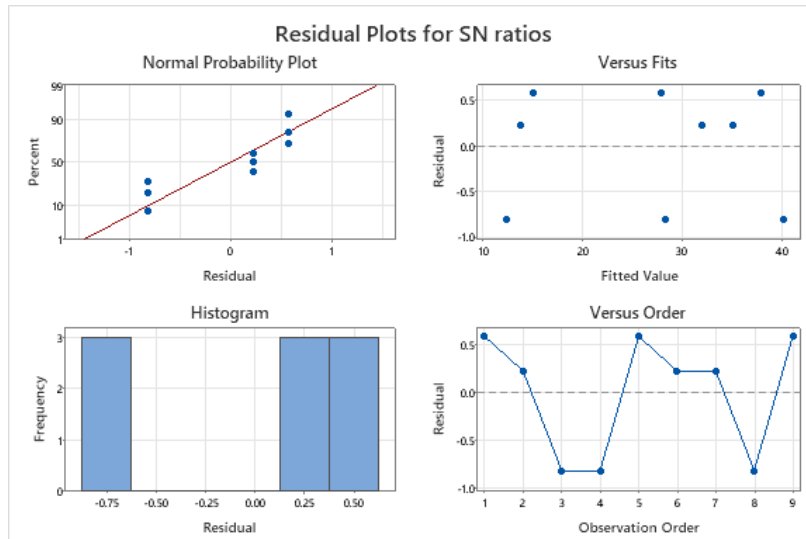 Residual Plots for SN ratios
Normal Probability Plot
99
90
50
10
1
Percent
-1 0 1
Residual
Versus Fits
0.5
0.0
-0.5
-1.0
Residual
10 20 30 40
Fitted Value
Histogram
3
2
1
0
Frequency
-0.75 -0.50 -0.25 0.00 0.25 0.50
Residual
Versus Order
0.5
0.0
-0.5
-1.0
Residual
1 2 3 4 5 6 7 8 9
Observation Order